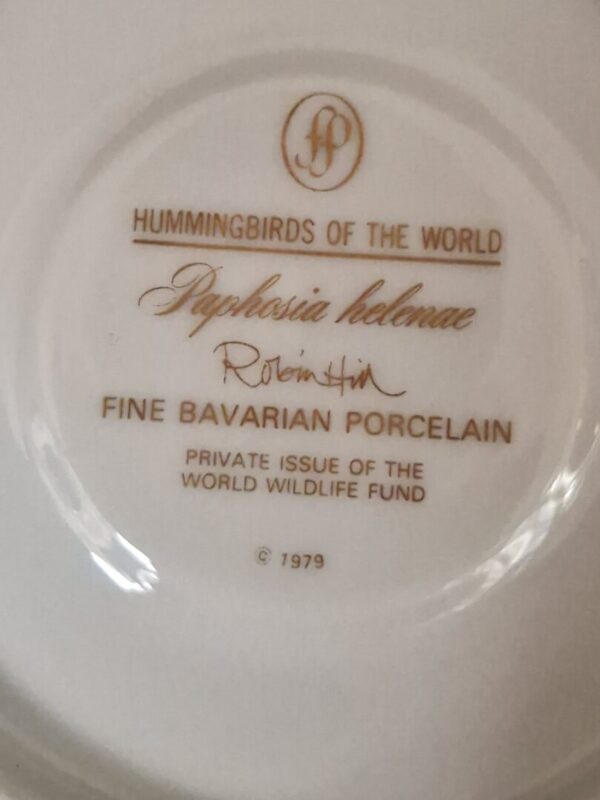 fp
HUMMINGBIRDS OF THE WORLD
Paphosia helenae
Robin Hill
FINE BAVARIAN PORCELAIN
PRIVATE ISSUE OF THE
WORLD WILDLIFE FUND
© 1979